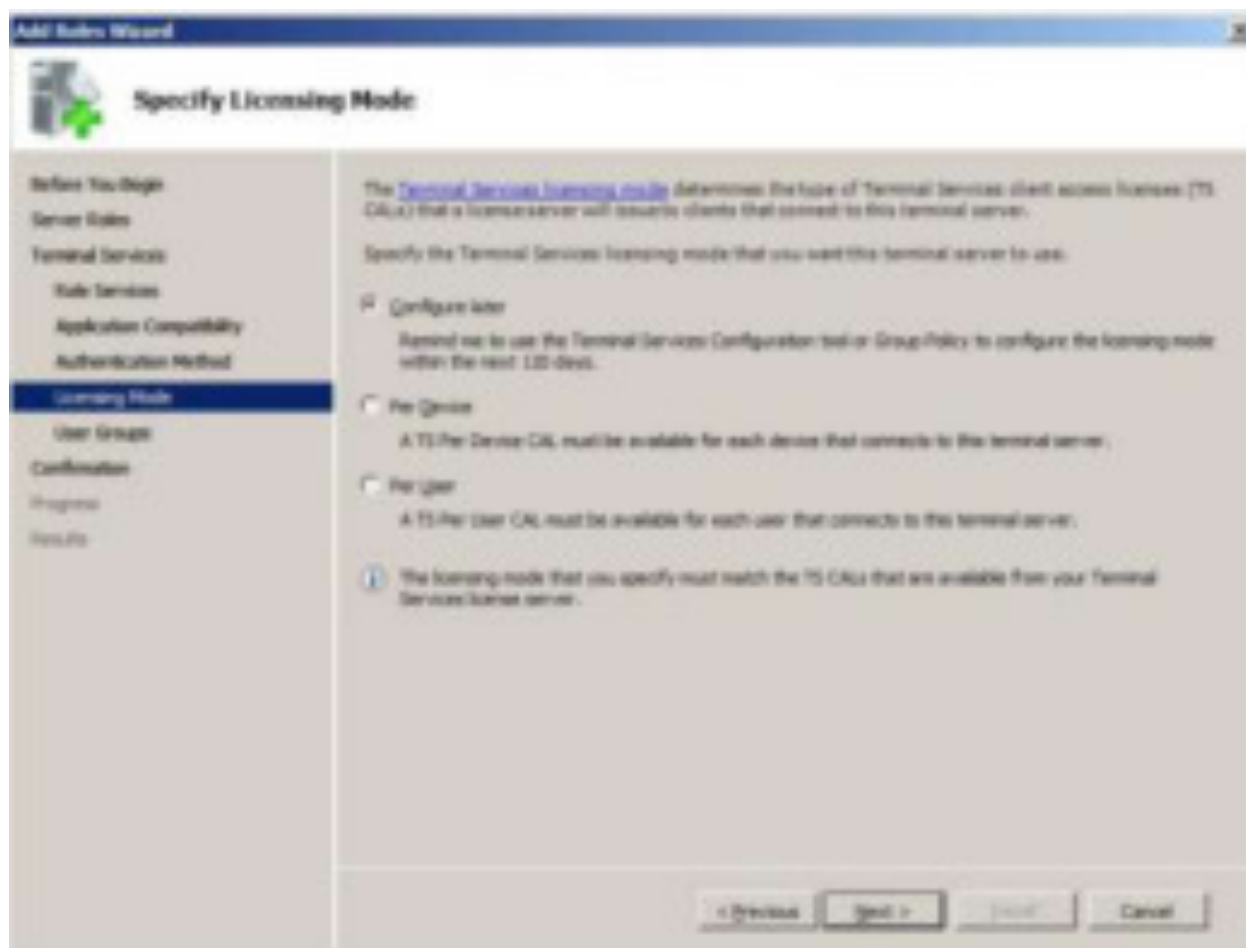 Add Roles Wizard
Specify Licensing Mode
Before You Begin
Server Roles
Terminal Services
Role Services
Application Compatibility
Authentication Method
Licensing Mode
User Groups
Confirmation
Progress
Results
The Terminal Services licensing mode determines the type of Terminal Services client access licenses (TS
CALs) that a license server will issue to clients that connect to this terminal server.
Specify the Terminal Services licensing mode that you want this terminal server to use.
Configure later
Remind me to use the Terminal Services Configuration tool or Group Policy to configure the licensing mode
within the next 120 days.
Per Device
A TS Per Device CAL must be available for each device that connects to this terminal server.
Per User
A TS Per User CAL must be available for each user that connects to this terminal server.
The licensing mode that you specify must match the TS CALs that are available from your Terminal
Services license server.
< Previous
Next >
Install
Cancel